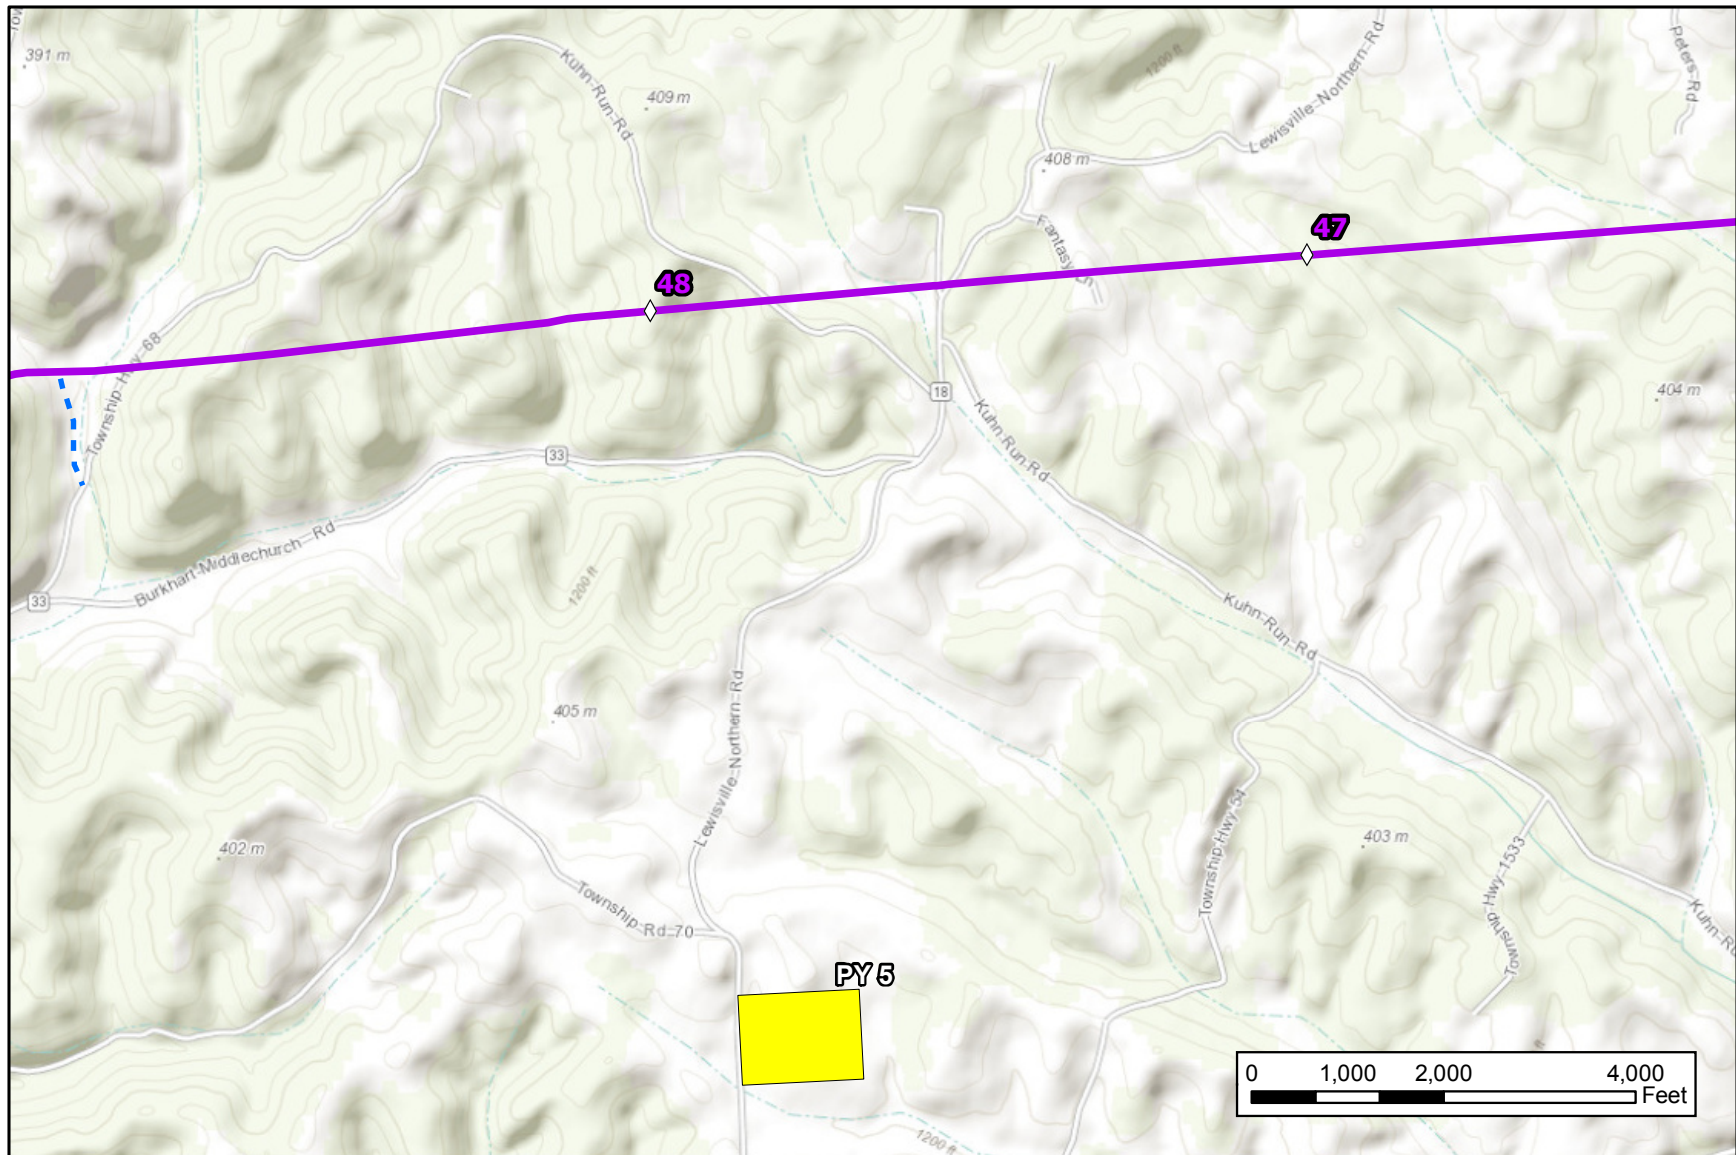 391 m
Kuhn-Run-Rd
409 m
1200 ft
Lewisville-Northern-Rd
Peters-Rd
408 m
Fantasy-Ln
47
48
Township-Hwy-68
18
404 m
Kuhn-Run-Rd
33
Burkhart-Middlechurch-Rd
1200 ft
33
Kuhn-Run-Rd
405 m
Lewisville-Northern-Rd
402 m
Township-Hwy-54
403 m
Township-Hwy-1533
Township-Rd-70
Kuhn-R
PY 5
ft
0 1,000 2,000 4,000
Feet
1200 ft